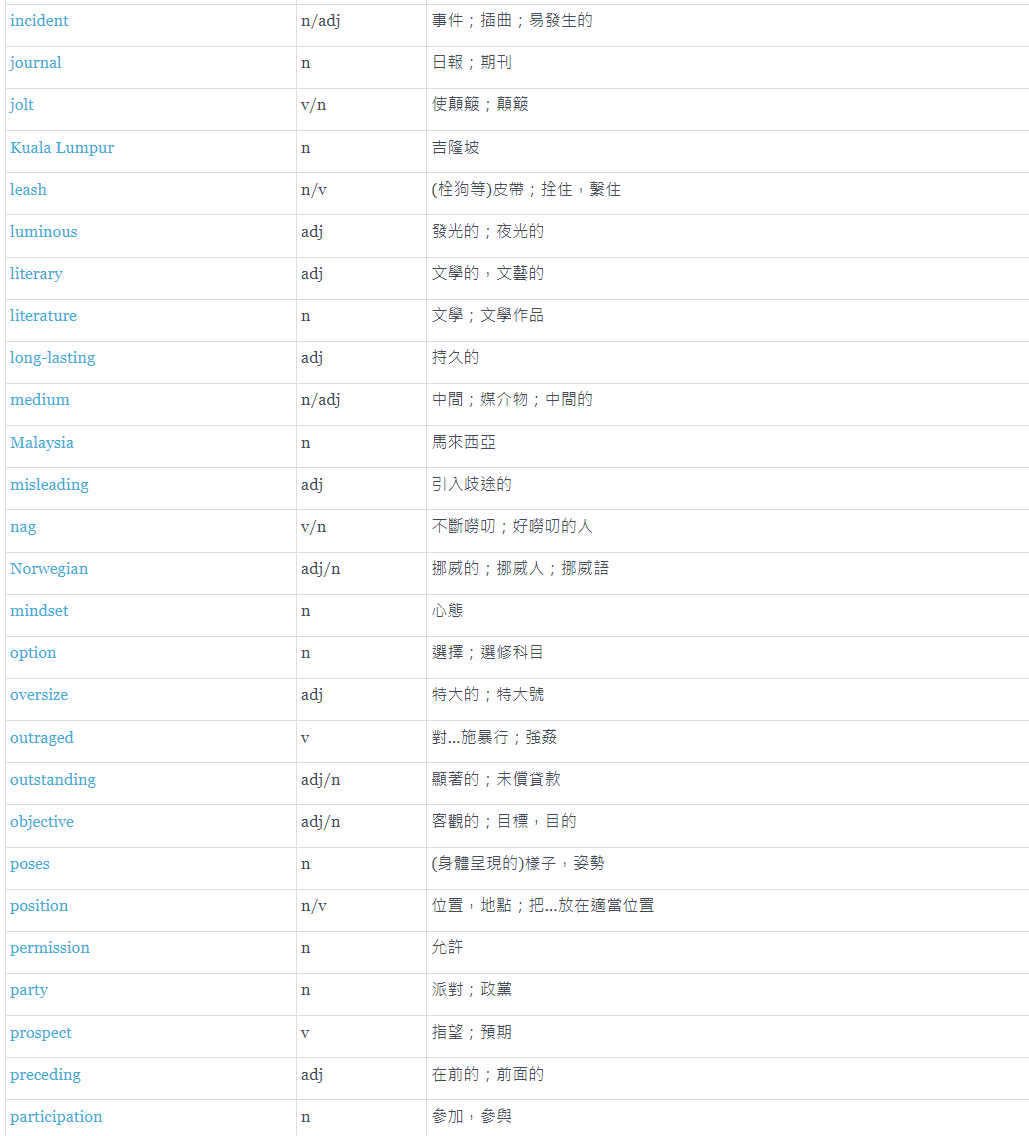 incident n/adj 事件；插曲；易發生的
journal n 日報；期刊
jolt v/n 使顛簸；顛簸
Kuala Lumpur n 吉隆坡
leash n/v (栓狗等)皮帶；拴住，繫住
luminous adj 發光的；夜光的
literary adj 文學的，文藝的
literature n 文學；文學作品
long-lasting adj 持久的
medium n/adj 中間；媒介物；中間的
Malaysia n 馬來西亞
misleading adj 引入歧途的
nag v/n 不斷嘮叨；好嘮叨的人
Norwegian adj/n 挪威的；挪威人；挪威語
mindset n 心態
option n 選擇；選修科目
oversize adj 特大的；特大號
outraged v 對...施暴行；強姦
outstanding adj/n 顯著的；未償貸款
objective adj/n 客觀的；目標，目的
poses n (身體呈現的)樣子，姿勢
position n/v 位置，地點；把...放在適當位置
permission n 允許
party n 派對；政黨
prospect v 指望；預期
preceding adj 在前的；前面的
participation n 參加，參與